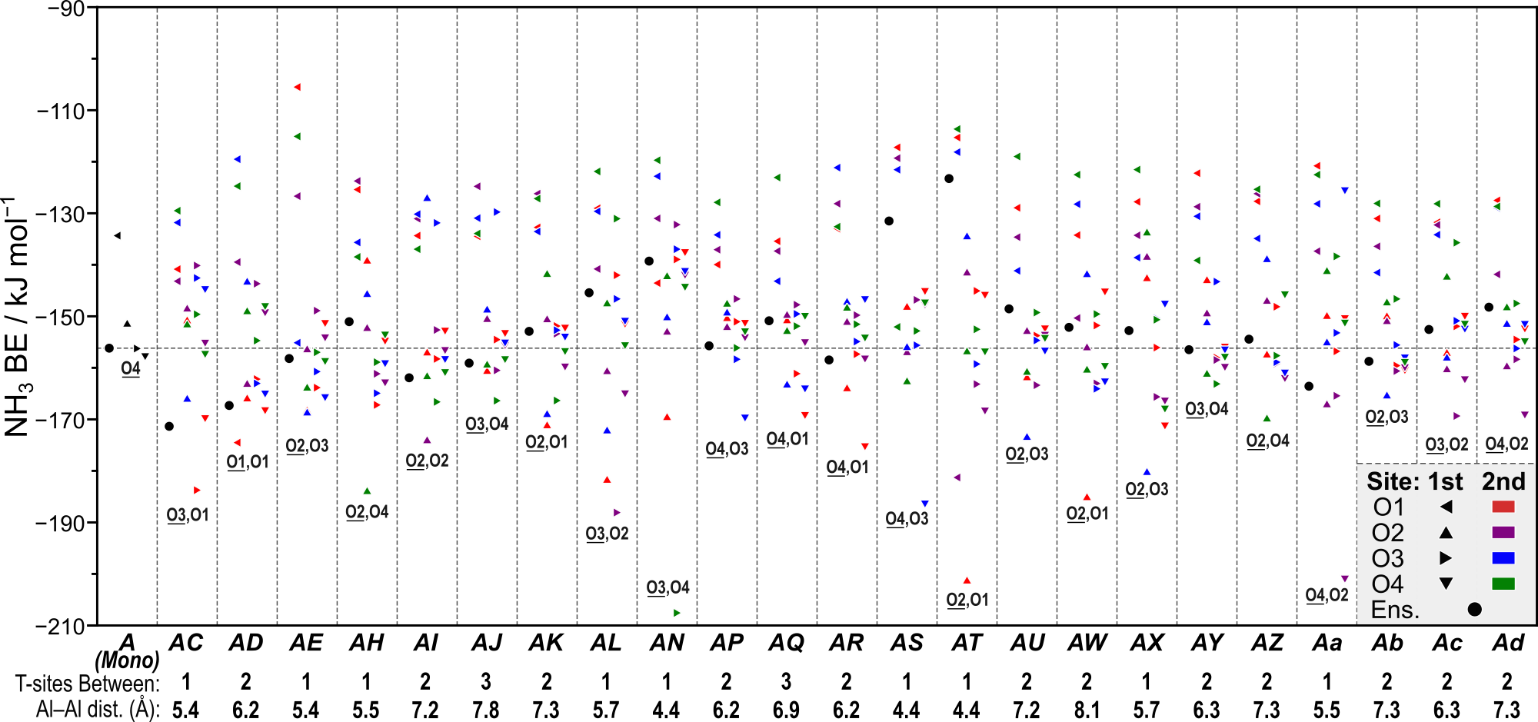 −90
−110
−130
−150
−170
−190
−210
NH3 BE / kJ mol−1
O4
O3,O1
O1,O1
O2,O3
O2,O4
O2,O2
O3,O4
O2,O1
O3,O2
O3,O4
O4,O3
O4,O1
O4,O1
O4,O3
O2,O1
O2,O3
O2,O1
O2,O3
O3,O4
O2,O4
O4,O2
O2,O3
O3,O2
O4,O2
Site: 1st 2nd
O1
O2
O3
O4
Ens.
A AC AD AE AH AI AJ AK AL AN AP AQ AR AS AT AU AW AX AY AZ Aa Ab Ac Ad
(Mono)
T-sites Between: 1 2 1 1 2 3 2 1 1 2 3 2 1 1 2 2 1 2 2 1 2 2 2
Al–Al dist. (Å): 5.4 6.2 5.4 5.5 7.2 7.8 7.3 5.7 4.4 6.2 6.9 6.2 4.4 4.4 7.2 8.1 5.7 6.3 7.3 5.5 7.3 6.3 7.3